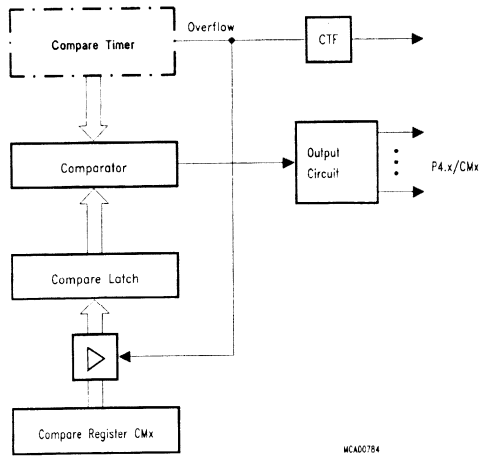 Overflow
Compare Timer
CTF
Comparator
Output
Circuit
P4.x/CMx
Compare Latch
Compare Register CMx
MCA00784